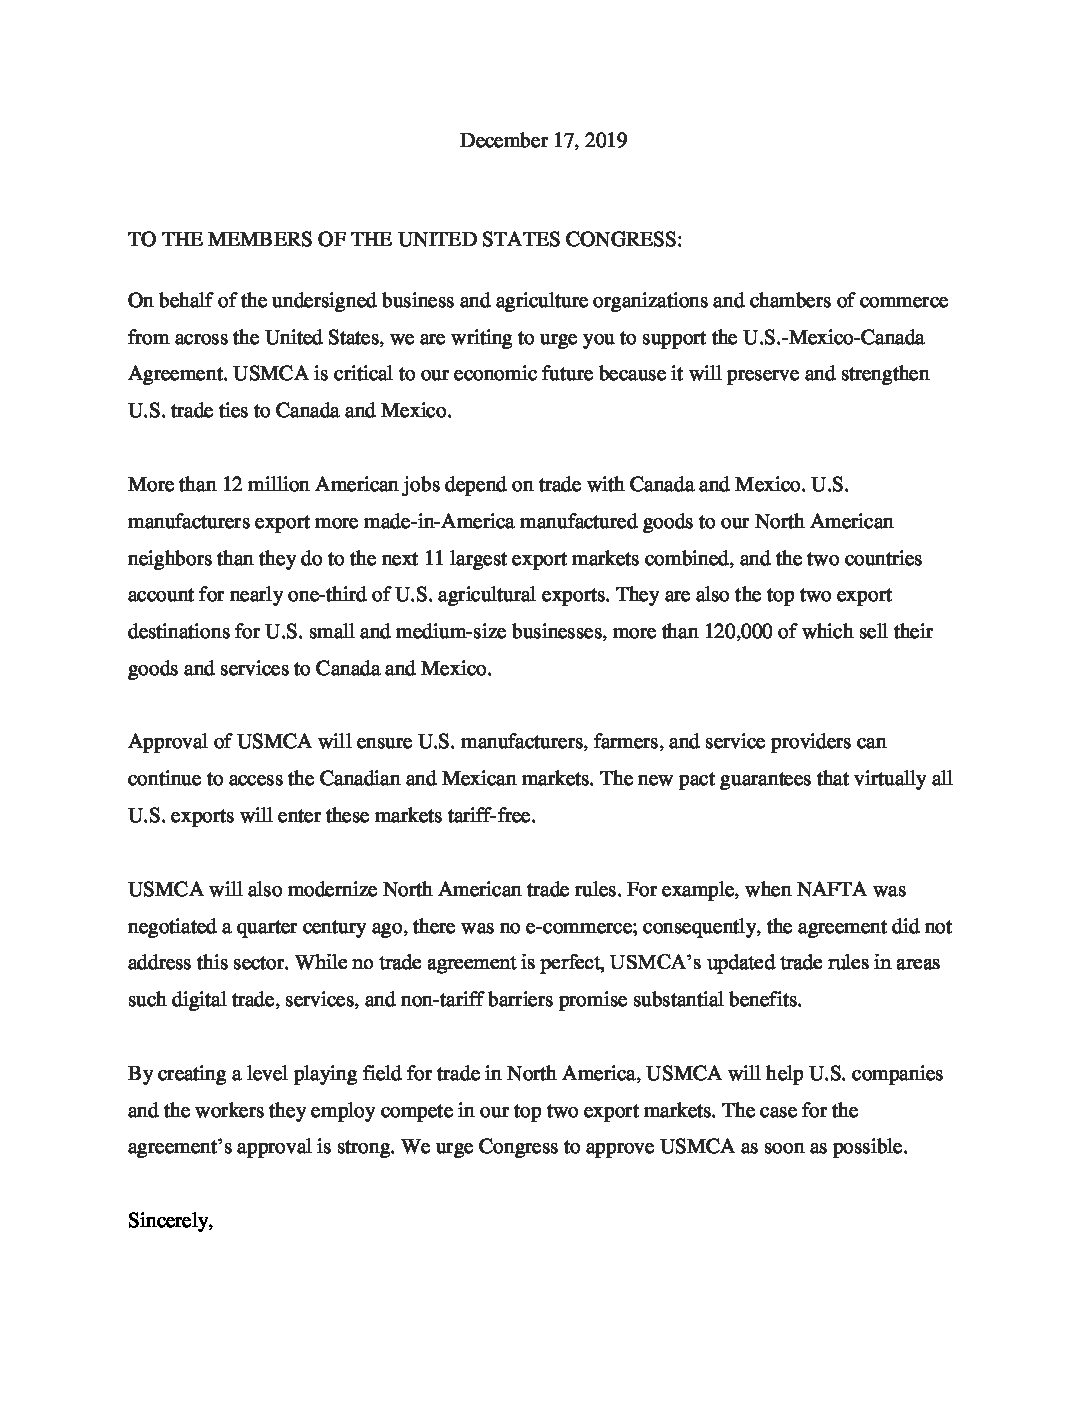 December 17, 2019
TO THE MEMBERS OF THE UNITED STATES CONGRESS:
On behalf of the undersigned business and agriculture organizations and chambers of commerce
from across the United States, we are writing to urge you to support the U.S.-Mexico-Canada
Agreement. USMCA is critical to our economic future because it will preserve and strengthen
U.S. trade ties to Canada and Mexico.
More than 12 million American jobs depend on trade with Canada and Mexico. U.S.
manufacturers export more made-in-America manufactured goods to our North American
neighbors than they do to the next 11 largest export markets combined, and the two countries
account for nearly one-third of U.S. agricultural exports. They are also the top two export
destinations for U.S. small and medium-size businesses, more than 120,000 of which sell their
goods and services to Canada and Mexico.
Approval of USMCA will ensure U.S. manufacturers, farmers, and service providers can
continue to access the Canadian and Mexican markets. The new pact guarantees that virtually all
U.S. exports will enter these markets tariff-free.
USMCA will also modernize North American trade rules. For example, when NAFTA was
negotiated a quarter century ago, there was no e-commerce; consequently, the agreement did not
address this sector. While no trade agreement is perfect, USMCA’s updated trade rules in areas
such digital trade, services, and non-tariff barriers promise substantial benefits.
By creating a level playing field for trade in North America, USMCA will help U.S. companies
and the workers they employ compete in our top two export markets. The case for the
agreement’s approval is strong. We urge Congress to approve USMCA as soon as possible.
Sincerely,